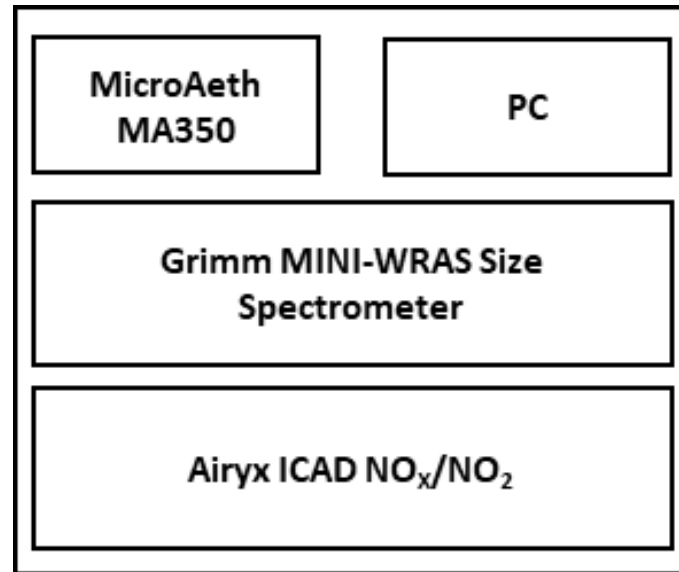 MicroAeth
MA350
PC
Grimm MINI-WRAS Size
Spectrometer
Airyx ICAD NOₓ/NO₂